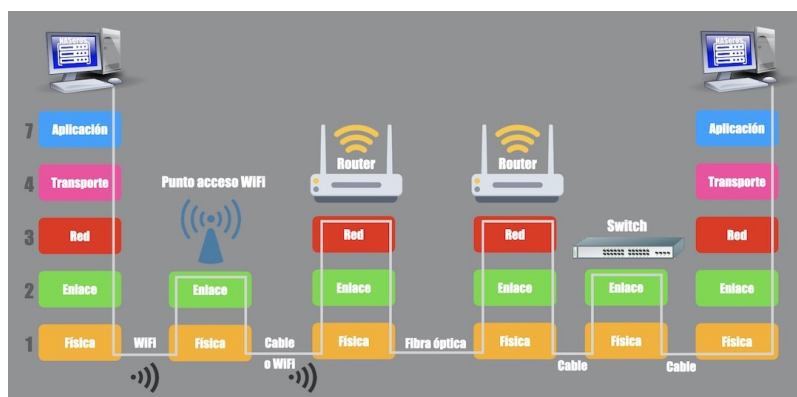 NASeros
NASeros
7 Aplicación Aplicación
Router Router
4 Transporte Punto acceso WiFi Transporte
3 Red Red Red Switch Red
2 Enlace Enlace Enlace Enlace Enlace Enlace
1 Física WiFi Física Cable Física Fibra óptica Física Física Física
o WiFi Cable Cable